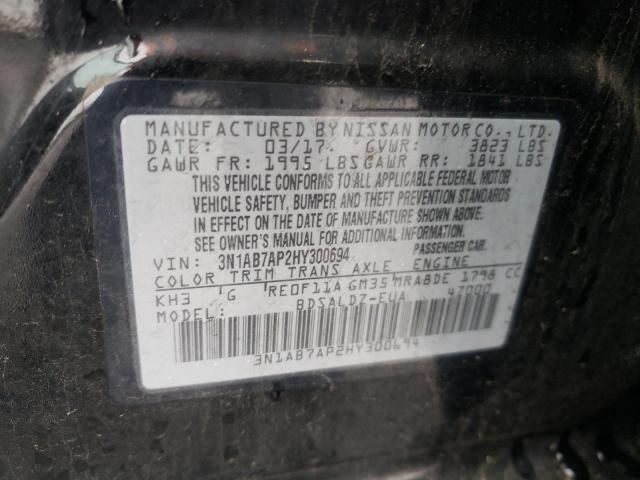 MANUFACTURED BY NISSAN MOTOR CO., LTD.
DATE: 03/17 GVWR: 3823 LBS
GAWR FR: 1995 LBS GAWR RR: 1841 LBS
THIS VEHICLE CONFORMS TO ALL APPLICABLE FEDERAL MOTOR
VEHICLE SAFETY, BUMPER AND THEFT PREVENTION STANDARDS
IN EFFECT ON THE DATE OF MANUFACTURE SHOWN ABOVE.
SEE OWNER'S MANUAL FOR ADDITIONAL INFORMATION.
VIN: 3N1AB7AP2HY300694 PASSENGER CAR.
COLOR TRIM TRANS AXLE ENGINE
KH3 G RE0F11A GM35 MRA8DE 1798 CC
MODEL: BDSALDZ-EUA 47000
3N1AB7AP2HY300694